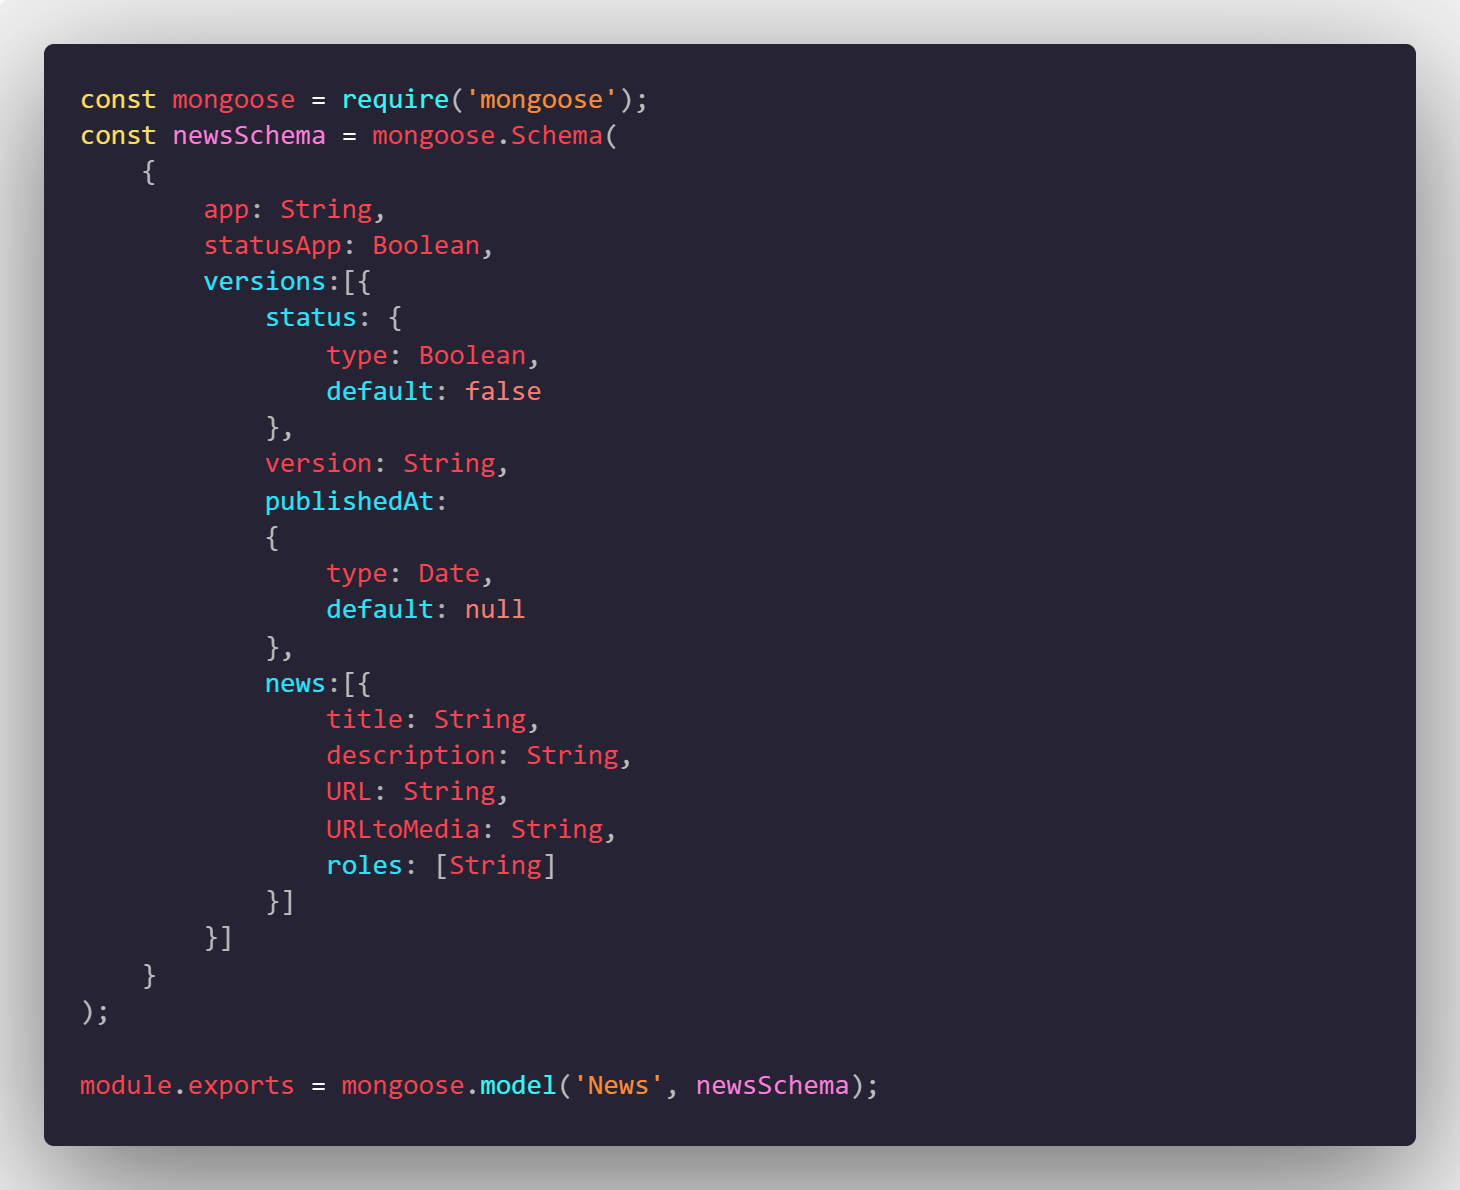 const mongoose = require('mongoose');
const newsSchema = mongoose.Schema(
    {
        app: String,
        statusApp: Boolean,
        versions:[{
            status: {
                type: Boolean,
                default: false
            },
            version: String,
            publishedAt:
            {
                type: Date,
                default: null
            },
            news:[{
                title: String,
                description: String,
                URL: String,
                URLtoMedia: String,
                roles: [String]
            }]
        }]
    }
);

module.exports = mongoose.model('News', newsSchema);